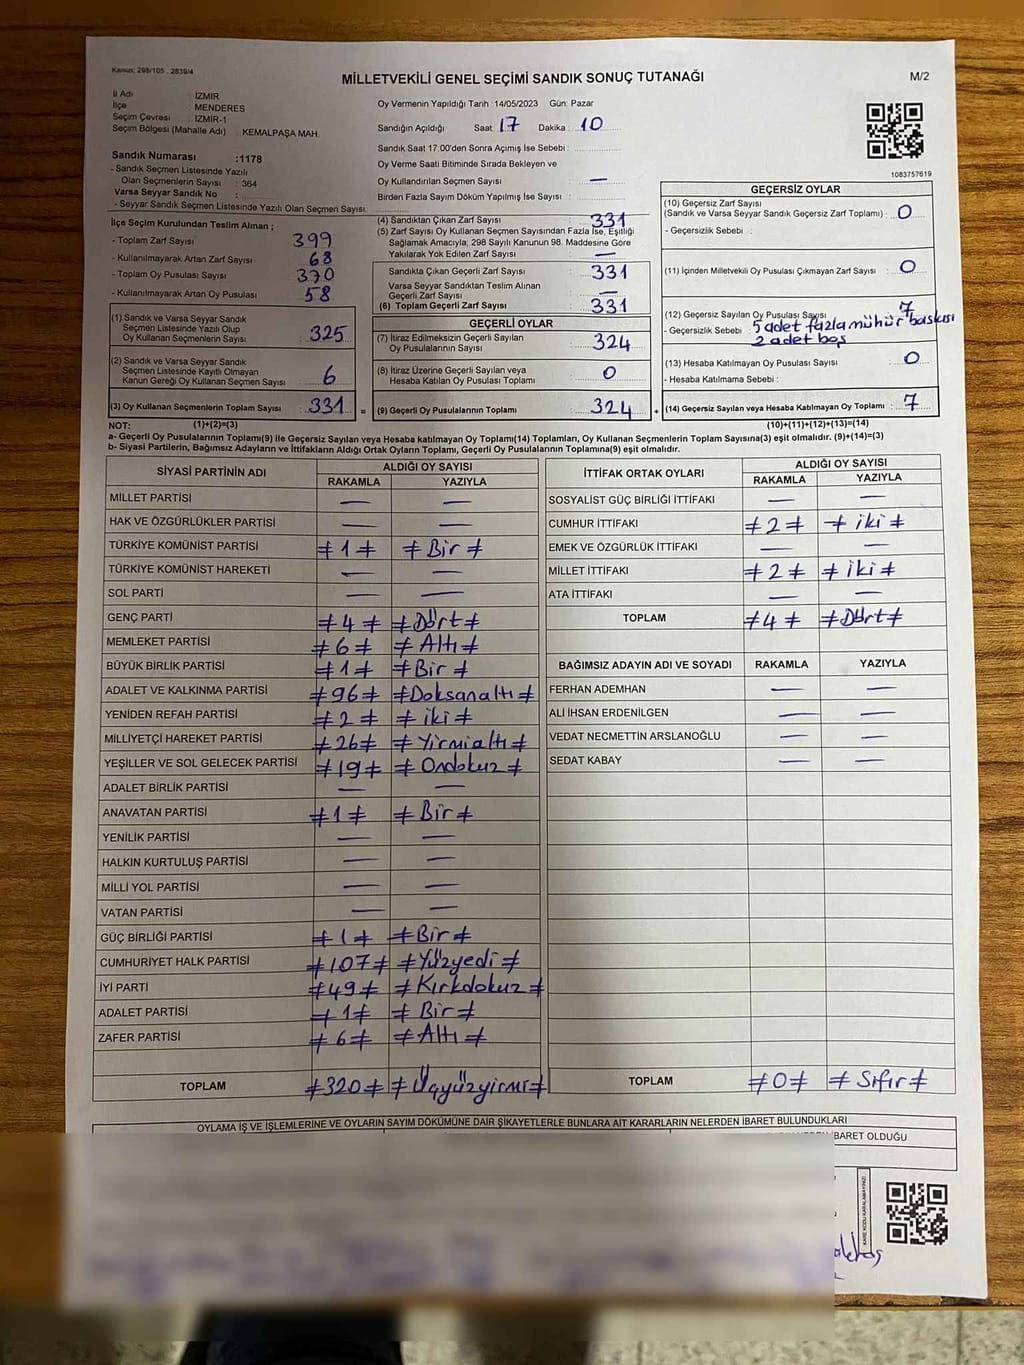 Kanun: 298/105 , 2839/4
MİLLETVEKİLİ GENEL SEÇİMİ SANDIK SONUÇ TUTANAĞI
M/2
İl Adı : İZMİR
İlçe : MENDERES
Seçim Çevresi : İZMİR-1
Seçim Bölgesi (Mahalle Adı) : KEMALPAŞA MAH.
Sandık Numarası :1178
- Sandık Seçmen Listesinde Yazılı
Olan Seçmenlerin Sayısı : 364
Varsa Seyyar Sandık No :
- Seyyar Sandık Seçmen Listesinde Yazılı Olan Seçmen Sayısı:
İlçe Seçim Kurulundan Teslim Alınan ;
- Toplam Zarf Sayısı : 399
- Kullanılmayarak Artan Zarf Sayısı : 68
- Toplam Oy Pusulası Sayısı : 370
- Kullanılmayarak Artan Oy Pusulası : 58
(1) Sandık ve Varsa Seyyar Sandık
Seçmen Listesinde Yazılı Olup
Oy Kullanan Seçmenlerin Sayısı : 325
(2) Sandık ve Varsa Seyyar Sandık
Seçmen Listesinde Kayıtlı Olmayan
Kanun Gereği Oy Kullanan Seçmen Sayısı : 6
(3) Oy Kullanan Seçmenlerin Toplam Sayısı : 331
Oy Vermenin Yapıldığı Tarih :14/05/2023 Gün: Pazar
Sandığın Açıldığı Saat: 17 Dakika : 10
Sandık Saat 17:00'den Sonra Açımış İse Sebebi :
Oy Verme Saati Bitiminde Sırada Bekleyen ve
Oy Kullandırılan Seçmen Sayısı : —
Birden Fazla Sayım Döküm Yapılmış İse Sayısı :
(4) Sandıktan Çıkan Zarf Sayısı : 331
(5) Zarf Sayısı Oy Kullanan Seçmen Sayısından Fazla İse, Eşitliği
Sağlamak Amacıyla; 298 Sayılı Kanunun 98. Maddesine Göre
Yakılarak Yok Edilen Zarf Sayısı : —
Sandıkta Çıkan Geçerli Zarf Sayısı : 331
Varsa Seyyar Sandıktan Teslim Alınan
Geçerli Zarf Sayısı : —
(6) Toplam Geçerli Zarf Sayısı : 331
GEÇERLİ OYLAR
(7) İtiraz Edilmeksizin Geçerli Sayılan
Oy Pusulalarının Sayısı : 324
(8) İtiraz Üzerine Geçerli Sayılan veya
Hesaba Katılan Oy Pusulası Toplamı : 0
= (9) Geçerli Oy Pusulalarının Toplamı : 324
1083757619
GEÇERSİZ OYLAR
(10) Geçersiz Zarf Sayısı
(Sandık ve Varsa Seyyar Sandık Geçersiz Zarf Toplamı) : 0
- Geçersizlik Sebebi :
(11) İçinden Milletvekili Oy Pusulası Çıkmayan Zarf Sayısı : 0
(12) Geçersiz Sayılan Oy Pusulası Sayısı : 7
- Geçersizlik Sebebi : 5 adet fazla mühür baskısı
2 adet boş
(13) Hesaba Katılmayan Oy Pusulası Sayısı : 0
- Hesaba Katılmama Sebebi :
+ (14) Geçersiz Sayılan veya Hesaba Katılmayan Oy Toplamı : 7
NOT: (1)+(2)=(3) (10)+(11)+(12)+(13)=(14)
a- Geçerli Oy Pusulalarının Toplamı(9) ile Geçersiz Sayılan veya Hesaba Katılmayan Oy Toplamı(14) Toplamları, Oy Kullanan Seçmenlerin Toplam Sayısına(3) eşit olmalıdır. (9)+(14)=(3)
b- Siyasi Partilerin, Bağımsız Adayların ve İttifakların Aldığı Ortak Oyların Toplamı, Geçerli Oy Pusulalarının Toplamına(9) eşit olmalıdır.
SİYASİ PARTİNİN ADI ALDIĞI OY SAYISI
RAKAMLA YAZIYLA
MİLLET PARTİSİ — —
HAK VE ÖZGÜRLÜKLER PARTİSİ — —
TÜRKİYE KOMÜNİST PARTİSİ ≠1≠ ≠Bir≠
TÜRKİYE KOMÜNİST HAREKETİ — —
SOL PARTİ — —
GENÇ PARTİ ≠4≠ ≠Dört≠
MEMLEKET PARTİSİ ≠6≠ ≠Altı≠
BÜYÜK BİRLİK PARTİSİ ≠1≠ ≠Bir≠
ADALET VE KALKINMA PARTİSİ ≠96≠ ≠Doksanaltı≠
YENİDEN REFAH PARTİSİ ≠2≠ ≠iki≠
MİLLİYETÇİ HAREKET PARTİSİ ≠26≠ ≠Yirmialtı≠
YEŞİLLER VE SOL GELECEK PARTİSİ ≠19≠ ≠Ondokuz≠
ADALET BİRLİK PARTİSİ — —
ANAVATAN PARTİSİ ≠1≠ ≠Bir≠
YENİLİK PARTİSİ — —
HALKIN KURTULUŞ PARTİSİ — —
MİLLİ YOL PARTİSİ — —
VATAN PARTİSİ — —
GÜÇ BİRLİĞİ PARTİSİ ≠1≠ ≠Bir≠
CUMHURİYET HALK PARTİSİ ≠107≠ ≠Yüzyedi≠
İYİ PARTİ ≠49≠ ≠Kırkdokuz≠
ADALET PARTİSİ ≠1≠ ≠Bir≠
ZAFER PARTİSİ ≠6≠ ≠Altı≠
TOPLAM ≠320≠ ≠Üçyüzyirmi≠
İTTİFAK ORTAK OYLARI ALDIĞI OY SAYISI
RAKAMLA YAZIYLA
SOSYALİST GÜÇ BİRLİĞİ İTTİFAKI — —
CUMHUR İTTİFAKI ≠2≠ ≠iki≠
EMEK VE ÖZGÜRLÜK İTTİFAKI — —
MİLLET İTTİFAKI ≠2≠ ≠iki≠
ATA İTTİFAKI — —
TOPLAM ≠4≠ ≠Dört≠
BAĞIMSIZ ADAYIN ADI VE SOYADI RAKAMLA YAZIYLA
FERHAN ADEMHAN — —
ALİ İHSAN ERDENİLGEN — —
VEDAT NECMETTİN ARSLANOĞLU — —
SEDAT KABAY — —
TOPLAM ≠0≠ ≠Sıfır≠
OYLAMA İŞ VE İŞLEMLERİNE VE OYLARIN SAYIM DÖKÜMÜNE DAİR ŞİKAYETLERLE BUNLARA AİT KARARLARIN NELERDEN İBARET BULUNDUKLARI
İBARET OLDUĞU
KARE KODU KARALAMAYINIZ!